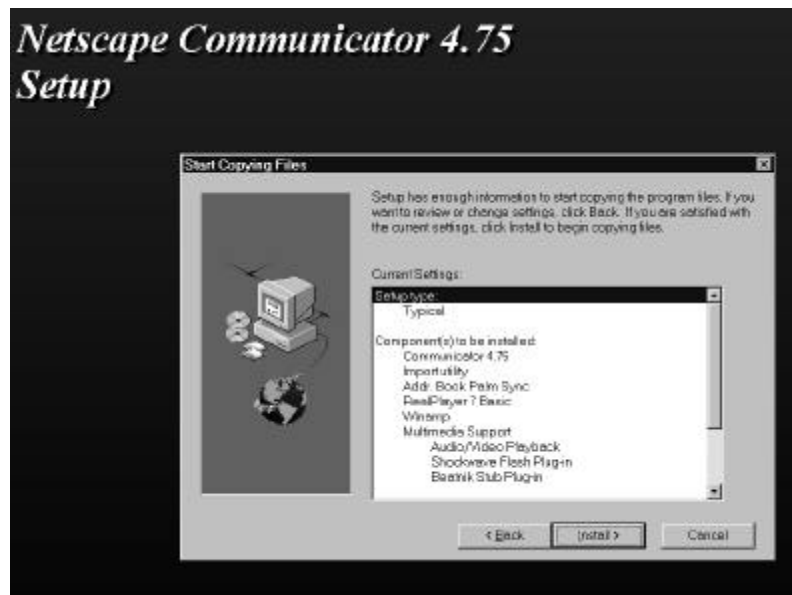 Netscape Communicator 4.75
Setup
Start Copying Files
Setup has enough information to start copying the program files. If you
want to review or change settings, click Back. If you are satisfied with
the current settings, click Install to begin copying files.
Current Settings:
Setup type:
Typical
Component(s) to be installed:
Communicator 4.75
Import utility
Addr. Book Palm Sync
RealPlayer 7 Basic
Winamp
Multimedia Support
Audio/Video Playback
Shockwave Flash Plug-in
Beatnik Stub Plug-in
< Back
Install >
Cancel